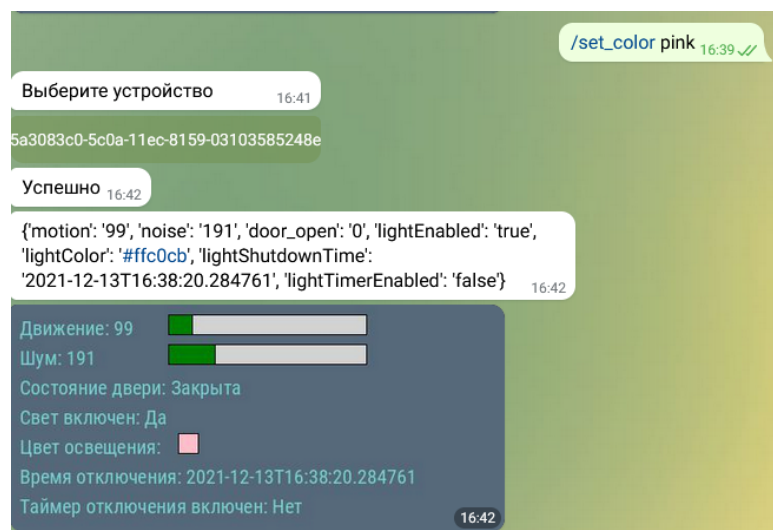 /set_color pink 16:39
Выберите устройство 16:41
5a3083c0-5c0a-11ec-8159-03103585248e
Успешно 16:42
{'motion': '99', 'noise': '191', 'door_open': '0', 'lightEnabled': 'true',
'lightColor': '#ffc0cb', 'lightShutdownTime':
'2021-12-13T16:38:20.284761', 'lightTimerEnabled': 'false'} 16:42
Движение: 99
Шум: 191
Состояние двери: Закрыта
Свет включен: Да
Цвет освещения:
Время отключения: 2021-12-13T16:38:20.284761
Таймер отключения включен: Нет
16:42